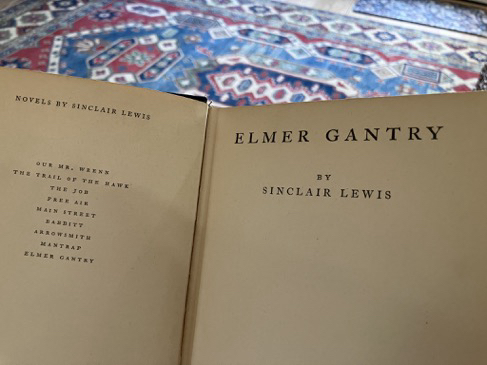 NOVELS BY SINCLAIR LEWIS
OUR MR. WRENN
THE TRAIL OF THE HAWK
THE JOB
FREE AIR
MAIN STREET
BABBITT
ARROWSMITH
MANTRAP
ELMER GANTRY
ELMER GANTRY
BY
SINCLAIR LEWIS